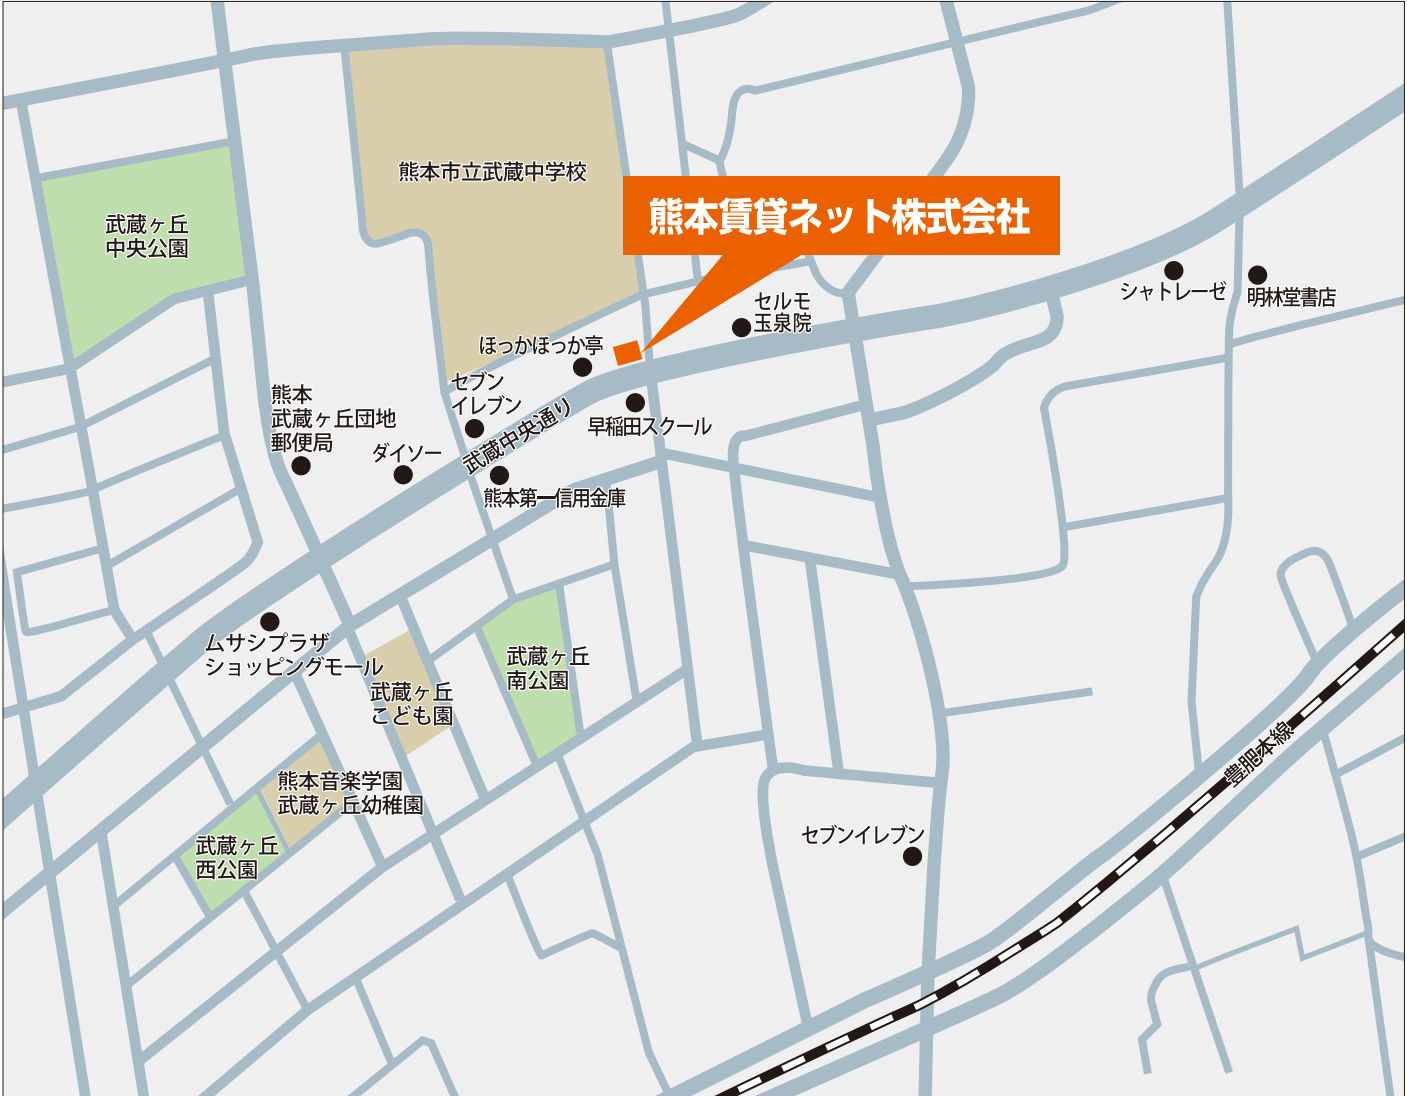 熊本市立武蔵中学校
熊本賃貸ネット株式会社
武蔵ヶ丘
中央公園
シャトレーゼ
明林堂書店
セルモ
玉泉院
ほっかほっか亭
セブン
イレブン
熊本
武蔵ヶ丘団地
郵便局
ダイソー
武蔵中央通り
早稲田スクール
熊本第一信用金庫
ムサシプラザ
ショッピングモール
武蔵ヶ丘
南公園
武蔵ヶ丘
こども園
豊肥本線
熊本音楽学園
武蔵ヶ丘幼稚園
武蔵ヶ丘
西公園
セブンイレブン